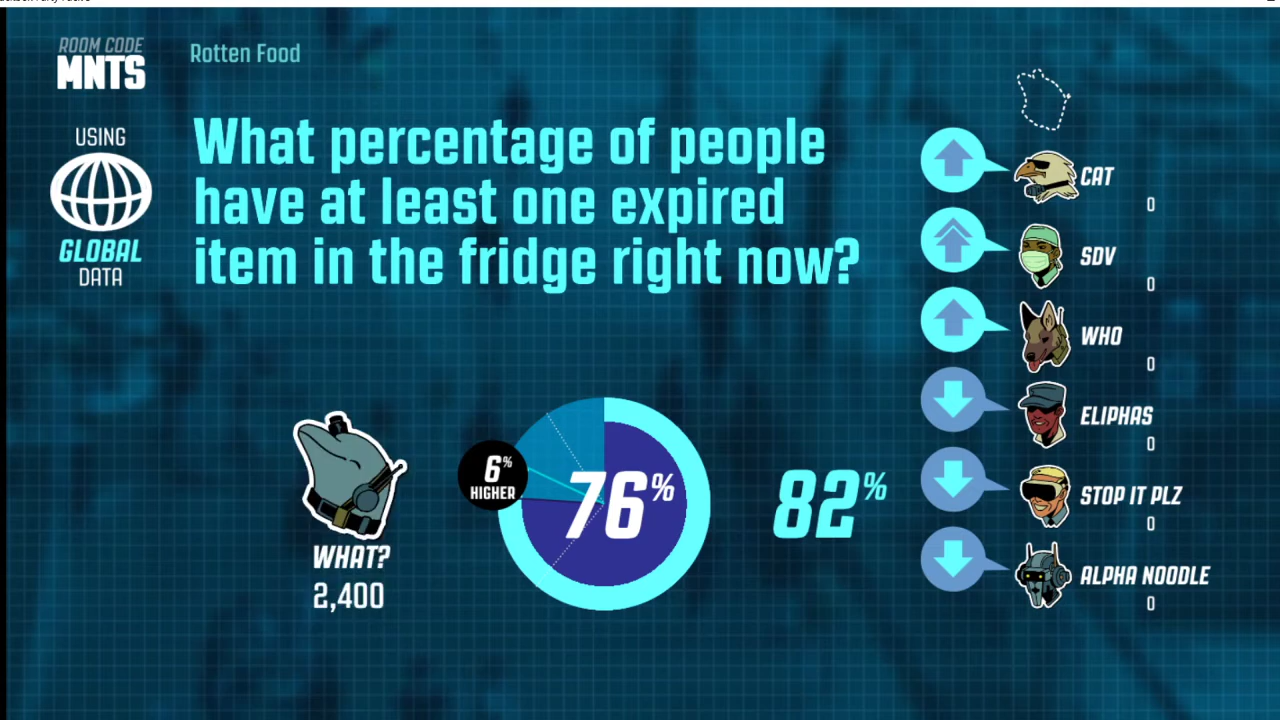 ROOM CODE
MNTS
Rotten Food
USING
GLOBAL
DATA
What percentage of people
have at least one expired
item in the fridge right now?
6%
HIGHER
76%
82%
WHAT?
2,400
CAT
0
SDV
0
WHO
0
ELIPHAS
0
STOP IT PLZ
0
ALPHA NOODLE
0